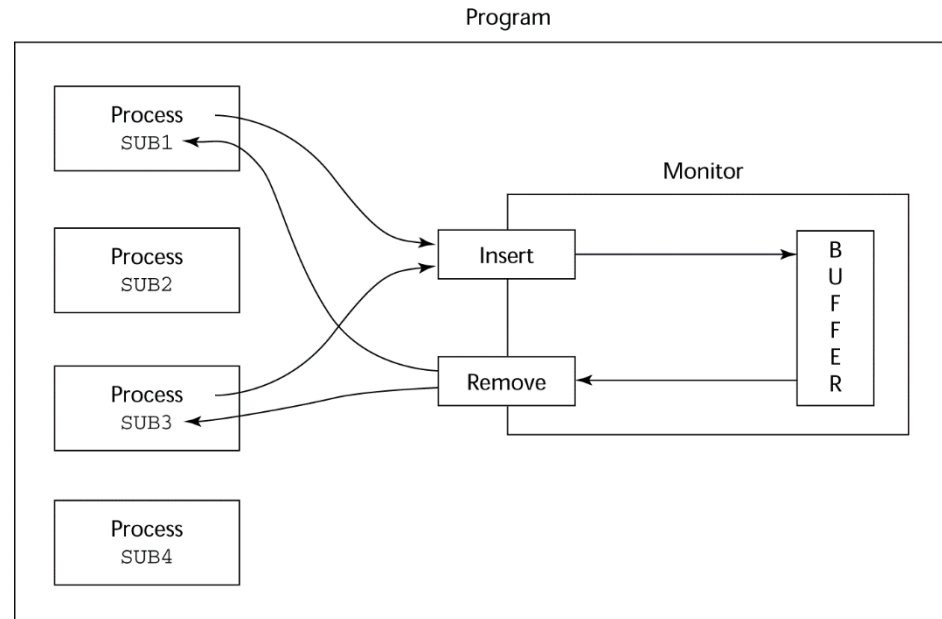 Program
Process
SUB1
Process
SUB2
Process
SUB3
Process
SUB4
Monitor
Insert
Remove
B
U
F
F
E
R